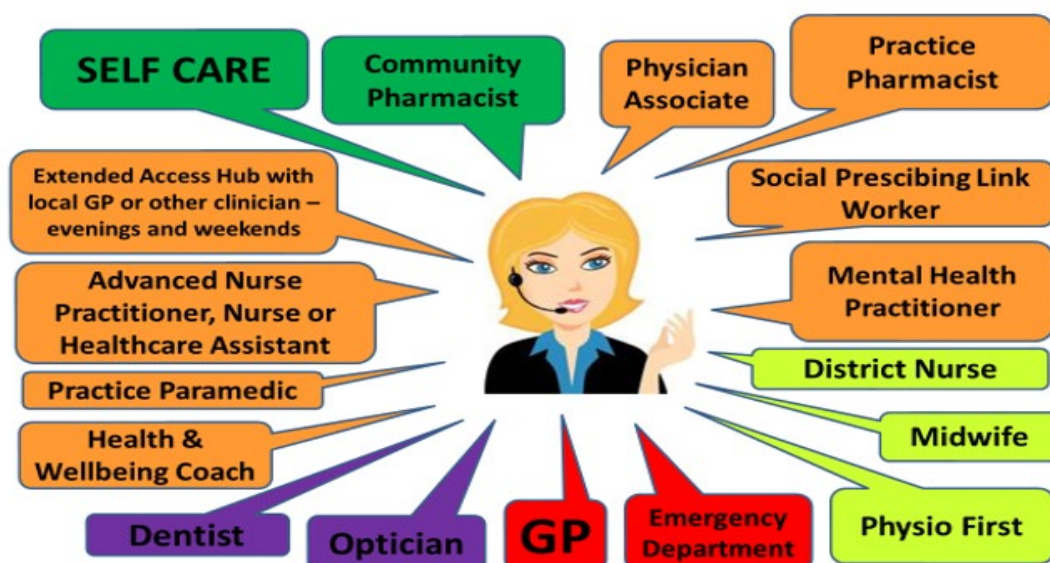 SELF CARE
Community
Pharmacist
Physician
Associate
Practice
Pharmacist
Extended Access Hub with
local GP or other clinician –
evenings and weekends
Social Prescibing Link
Worker
Advanced Nurse
Practitioner, Nurse or
Healthcare Assistant
Mental Health
Practitioner
Practice Paramedic
District Nurse
Health &
Wellbeing Coach
Midwife
Dentist
Optician
GP
Emergency
Department
Physio First